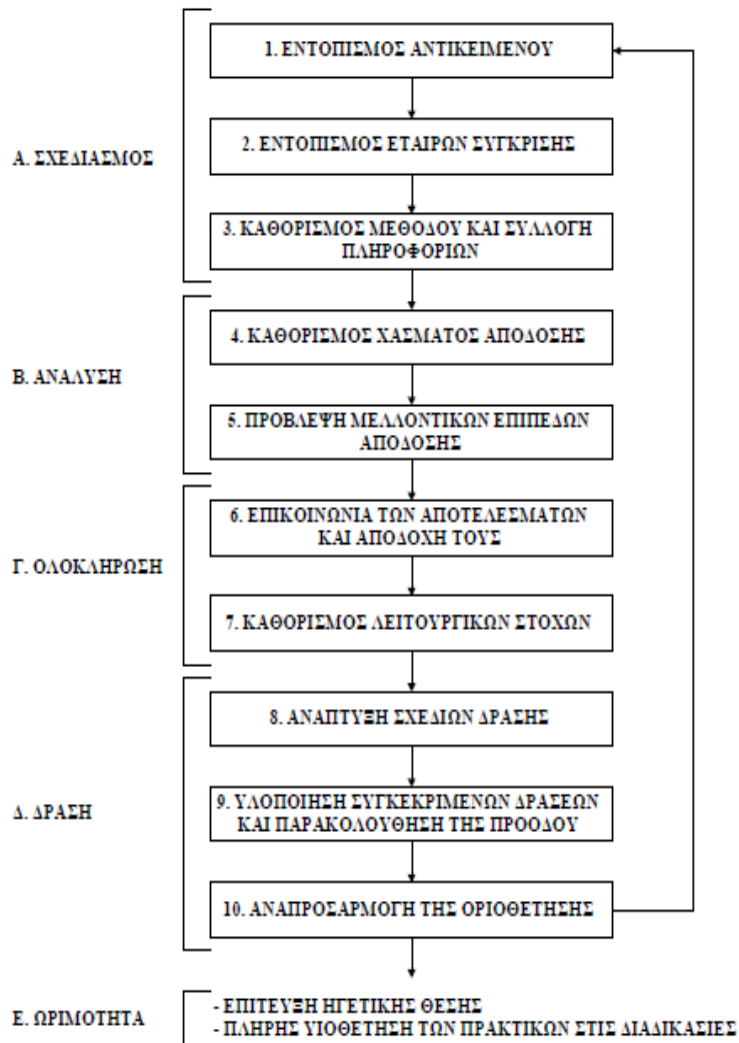 1. ΕΝΤΟΠΙΣΜΟΣ ΑΝΤΙΚΕΙΜΕΝΟΥ
2. ΕΝΤΟΠΙΣΜΟΣ ΕΤΑΙΡΩΝ ΣΥΓΚΡΙΣΗΣ
Α. ΣΧΕΔΙΑΣΜΟΣ
3. ΚΑΘΟΡΙΣΜΟΣ ΜΕΘΟΔΟΥ ΚΑΙ ΣΥΛΛΟΓΗ
ΠΛΗΡΟΦΟΡΙΩΝ
4. ΚΑΘΟΡΙΣΜΟΣ ΧΑΣΜΑΤΟΣ ΑΠΟΔΟΣΗΣ
Β. ΑΝΑΛΥΣΗ
5. ΠΡΟΒΛΕΨΗ ΜΕΛΛΟΝΤΙΚΩΝ ΕΠΙΠΕΔΩΝ
ΑΠΟΔΟΣΗΣ
6. ΕΠΙΚΟΙΝΩΝΙΑ ΤΩΝ ΑΠΟΤΕΛΕΣΜΑΤΩΝ
ΚΑΙ ΑΠΟΔΟΧΗ ΤΟΥΣ
Γ. ΟΛΟΚΛΗΡΩΣΗ
7. ΚΑΘΟΡΙΣΜΟΣ ΛΕΙΤΟΥΡΓΙΚΩΝ ΣΤΟΧΩΝ
8. ΑΝΑΠΤΥΞΗ ΣΧΕΔΙΩΝ ΔΡΑΣΗΣ
Δ. ΔΡΑΣΗ
9. ΥΛΟΠΟΙΗΣΗ ΣΥΓΚΕΚΡΙΜΕΝΩΝ ΔΡΑΣΕΩΝ
ΚΑΙ ΠΑΡΑΚΟΛΟΥΘΗΣΗ ΤΗΣ ΠΡΟΟΔΟΥ
10. ΑΝΑΠΡΟΣΑΡΜΟΓΗ ΤΗΣ ΟΡΙΟΘΕΤΗΣΗΣ
Ε. ΩΡΙΜΟΤΗΤΑ
- ΕΠΙΤΕΥΞΗ ΗΓΕΤΙΚΗΣ ΘΕΣΗΣ
- ΠΛΗΡΗΣ ΥΙΟΘΕΤΗΣΗ ΤΩΝ ΠΡΑΚΤΙΚΩΝ ΣΤΙΣ ΔΙΑΔΙΚΑΣΙΕΣ